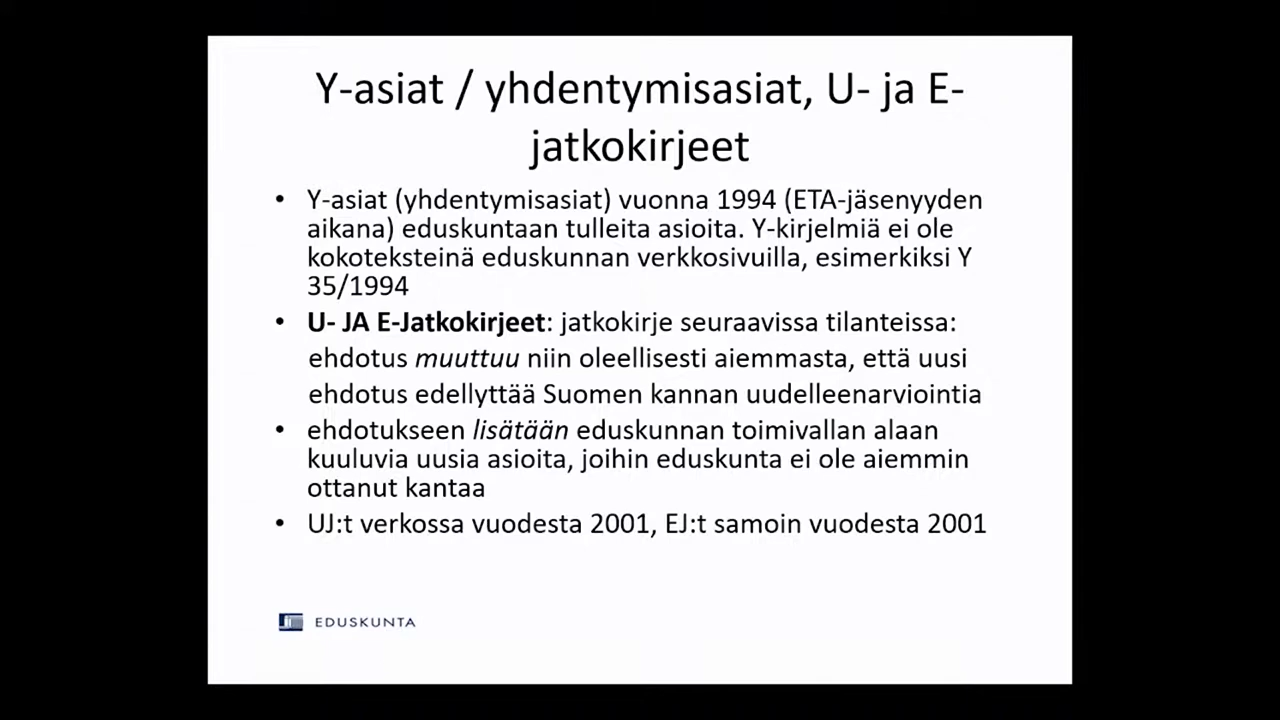 Y-asiat / yhdentymisasiat, U- ja E-
jatkokirjeet
• Y-asiat (yhdentymisasiat) vuonna 1994 (ETA-jäsenyyden
aikana) eduskuntaan tulleita asioita. Y-kirjelmiä ei ole
kokoteksteinä eduskunnan verkkosivuilla, esimerkiksi Y
35/1994
• U- JA E-Jatkokirjeet: jatkokirje seuraavissa tilanteissa:
ehdotus muuttuu niin oleellisesti aiemmasta, että uusi
ehdotus edellyttää Suomen kannan uudelleenarviointia
• ehdotukseen lisätään eduskunnan toimivallan alaan
kuuluvia uusia asioita, joihin eduskunta ei ole aiemmin
ottanut kantaa
• UJ:t verkossa vuodesta 2001, EJ:t samoin vuodesta 2001
EDUSKUNTA